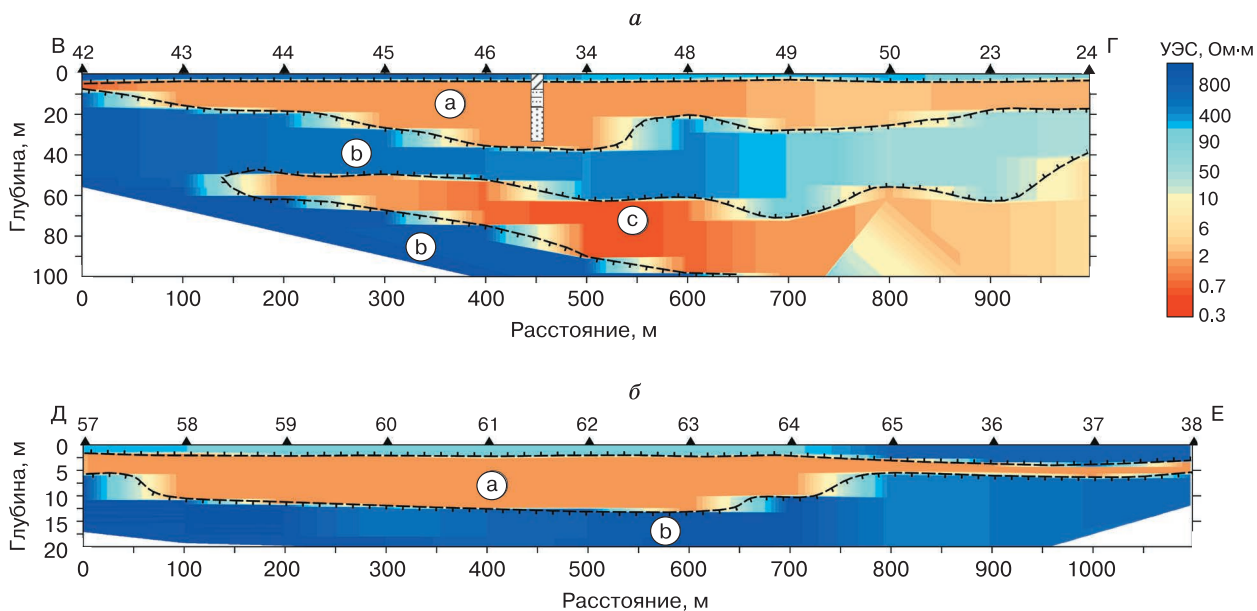 а
В Г
42 43 44 45 46 34 48 49 50 23 24
УЭС, Ом·м
0
20
40
60
80
100
Глубина, м
a
b
c
b
800
400
90
50
10
6
2
0.7
0.3
0 100 200 300 400 500 600 700 800 900
Расстояние, м
б
Д Е
57 58 59 60 61 62 63 64 65 36 37 38
0
5
10
15
20
Глубина, м
a
b
0 100 200 300 400 500 600 700 800 900 1000
Расстояние, м